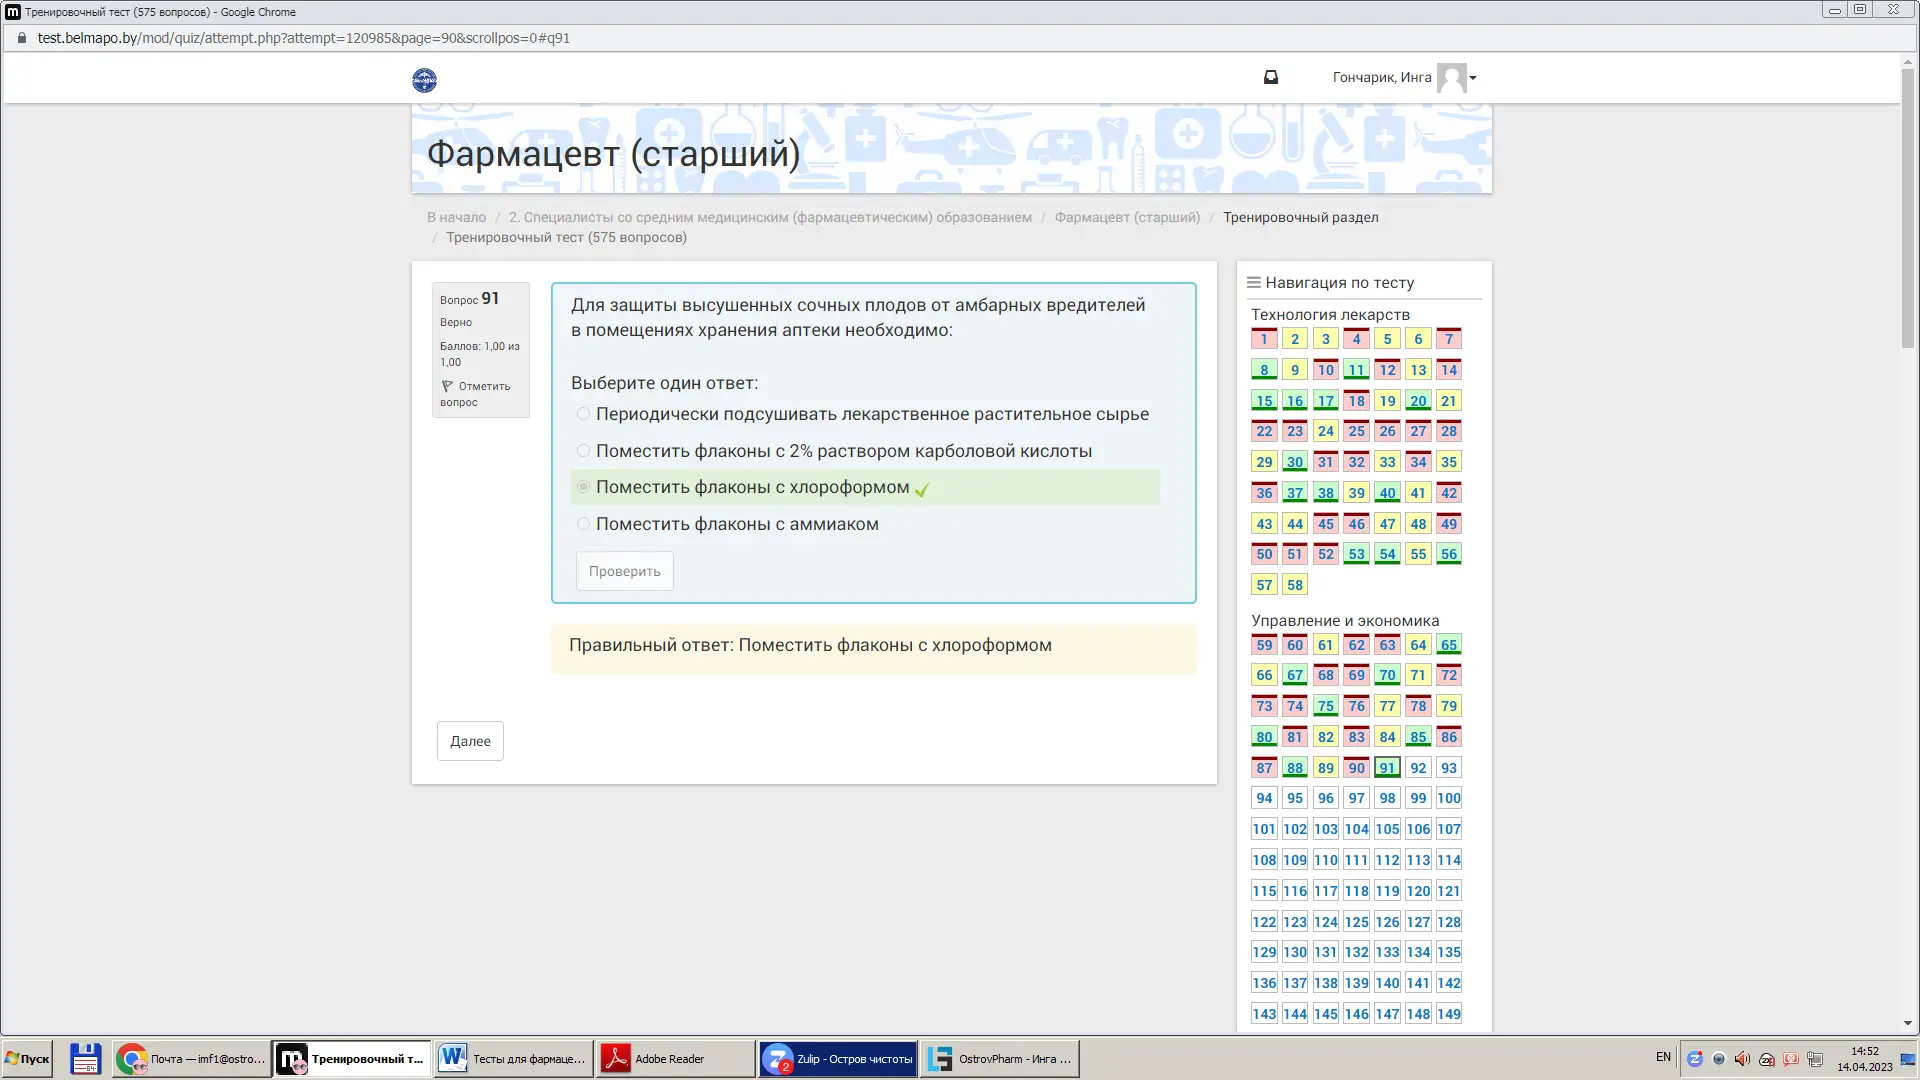 Тренировочный тест (575 вопросов) - Google Chrome
test.belmapo.by/mod/quiz/attempt.php?attempt=120985&page=90&scrollpos=0#q91
Гончарик, Инга
Фармацевт (старший)
В начало / 2. Специалисты со средним медицинским (фармацевтическим) образованием / Фармацевт (старший) / Тренировочный раздел
/ Тренировочный тест (575 вопросов)
Вопрос 91
Верно
Баллов: 1,00 из
1,00
Отметить
вопрос
Для защиты высушенных сочных плодов от амбарных вредителей
в помещениях хранения аптеки необходимо:
Выберите один ответ:
Периодически подсушивать лекарственное растительное сырье
Поместить флаконы с 2% раствором карболовой кислоты
Поместить флаконы с хлороформом
Поместить флаконы с аммиаком
Проверить
Правильный ответ: Поместить флаконы с хлороформом
Далее
Навигация по тесту
Технология лекарств
1 2 3 4 5 6 7
8 9 10 11 12 13 14
15 16 17 18 19 20 21
22 23 24 25 26 27 28
29 30 31 32 33 34 35
36 37 38 39 40 41 42
43 44 45 46 47 48 49
50 51 52 53 54 55 56
57 58
Управление и экономика
59 60 61 62 63 64 65
66 67 68 69 70 71 72
73 74 75 76 77 78 79
80 81 82 83 84 85 86
87 88 89 90 91 92 93
94 95 96 97 98 99 100
101 102 103 104 105 106 107
108 109 110 111 112 113 114
115 116 117 118 119 120 121
122 123 124 125 126 127 128
129 130 131 132 133 134 135
136 137 138 139 140 141 142
143 144 145 146 147 148 149
Пуск
Почта — imf1@ostro...
Тренировочный т...
Тесты для фармаце...
Adobe Reader
Zulip - Остров чистоты
OstrovPharm - Инга ...
EN
14:52
14.04.2023